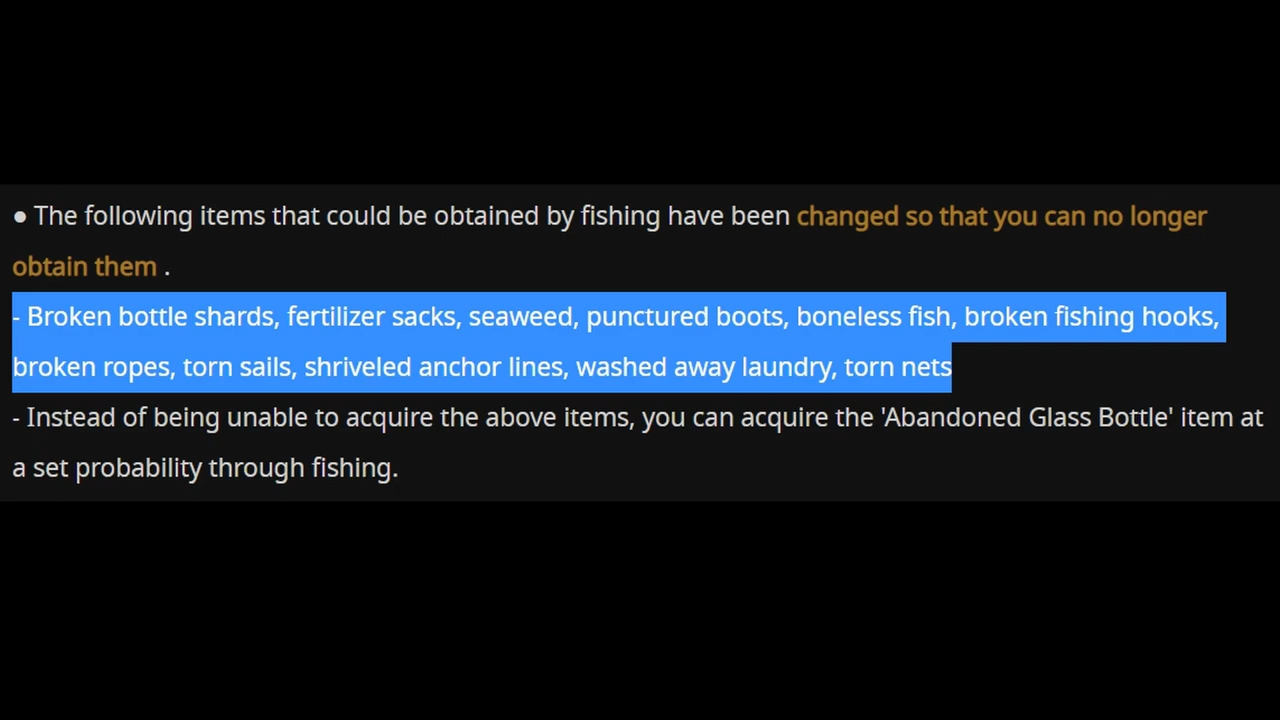 ● The following items that could be obtained by fishing have been changed so that you can no longer
obtain them .
- Broken bottle shards, fertilizer sacks, seaweed, punctured boots, boneless fish, broken fishing hooks,
broken ropes, torn sails, shriveled anchor lines, washed away laundry, torn nets
- Instead of being unable to acquire the above items, you can acquire the 'Abandoned Glass Bottle' item at
a set probability through fishing.